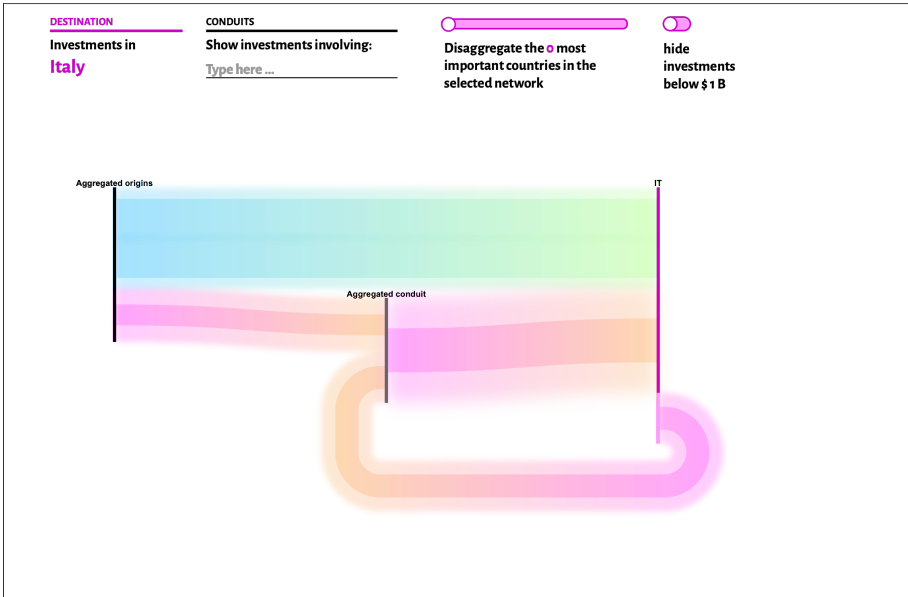 DESTINATION
Investments in
Italy
CONDUITS
Show investments involving:
Type here ...
Disaggregate the 0 most
important countries in the
selected network
hide
investments
below $ 1 B
Aggregated origins
IT
Aggregated conduit